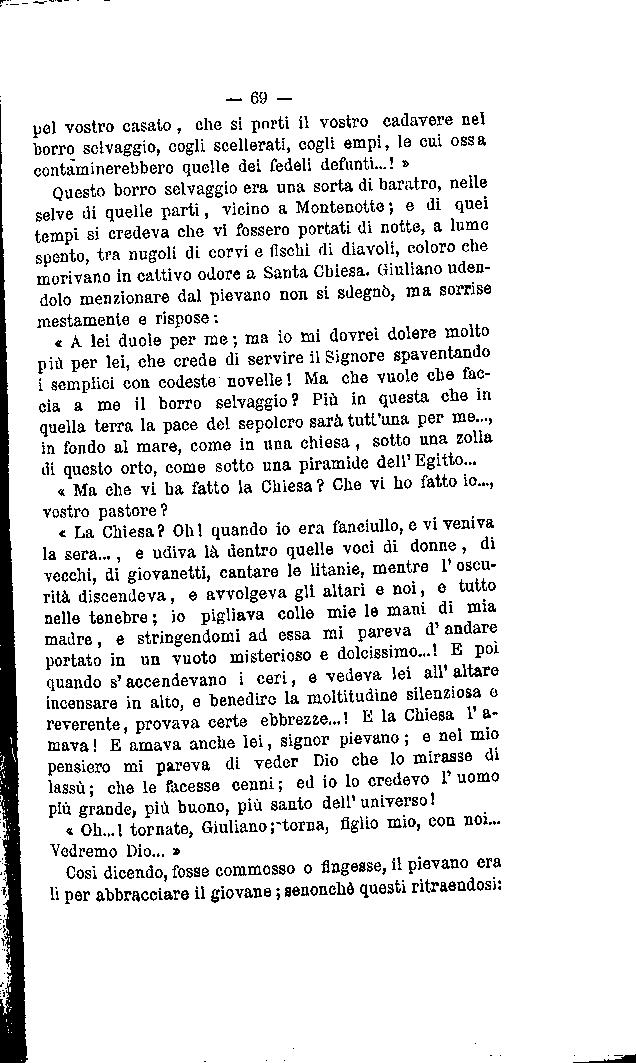 — 69 —
pel vostro casato, che si porti il vostro cadavere nel
borro selvaggio, cogli scellerati, cogli empi, le cui ossa
contaminerebbero quelle dei fedeli defunti...! »
Questo borro selvaggio era una sorta di baratro, nelle
selve di quelle parti, vicino a Montenotte; e di quei
tempi si credeva che vi fossero portati di notte, a lume
spento, tra nugoli di corvi e fischi di diavoli, coloro che
morivano in cattivo odore a Santa Chiesa. Giuliano uden-
dolo menzionare dal pievano non si sdegnò, ma sorrise
mestamente e rispose:
« A lei duole per me; ma io mi dovrei dolere molto
più per lei, che crede di servire il Signore spaventando
i semplici con codeste novelle! Ma che vuole che fac-
cia a me il borro selvaggio? Più in questa che in
quella terra la pace del sepolcro sarà tutt'una per me...,
in fondo al mare, come in una chiesa, sotto una zolla
di questo orto, come sotto una piramide dell'Egitto...
« Ma che vi ha fatto la Chiesa? Che vi ho fatto io...,
vostro pastore?
« La Chiesa? Oh! quando io era fanciullo, e vi veniva
la sera..., e udiva là dentro quelle voci di donne, di
vecchi, di giovanetti, cantare le litanie, mentre l'oscu-
rità discendeva, e avvolgeva gli altari e noi, e tutto
nelle tenebre; io pigliava colle mie le mani di mia
madre, e stringendomi ad essa mi pareva d'andare
portato in un vuoto misterioso e dolcissimo...! E poi
quando s'accendevano i ceri, e vedeva lei all'altare
incensare in alto, e benedire la moltitudine silenziosa e
reverente, provava certe ebbrezze...! E la Chiesa l'a-
mava! E amava anche lei, signor pievano; e nel mio
pensiero mi pareva di veder Dio che lo mirasse di
lassù; che le facesse cenni; ed io lo credevo l'uomo
più grande, più buono, più santo dell'universo!
« Oh...! tornate, Giuliano; torna, figlio mio, con noi...
Vedremo Dio... »
Così dicendo, fosse commosso o fingesse, il pievano era
lì per abbracciare il giovane; senonchè questi ritraendosi: